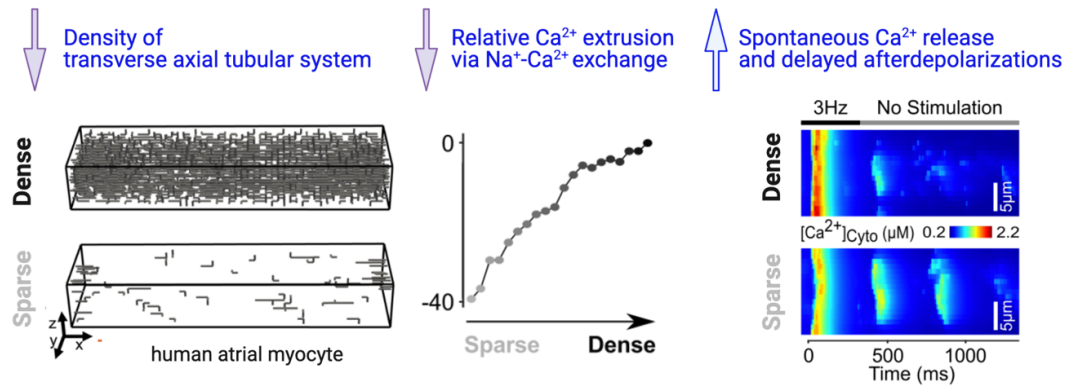 Density of
transverse axial tubular system
Relative Ca²⁺ extrusion
via Na⁺-Ca²⁺ exchange
Spontaneous Ca²⁺ release
and delayed afterdepolarizations
Dense
Sparse
z
y
x
human atrial myocyte
0
-40
Sparse
Dense
3Hz
No Stimulation
Dense
5µm
[Ca²⁺]Cyto (µM) 0.2 2.2
Sparse
5µm
0 500 1000
Time (ms)